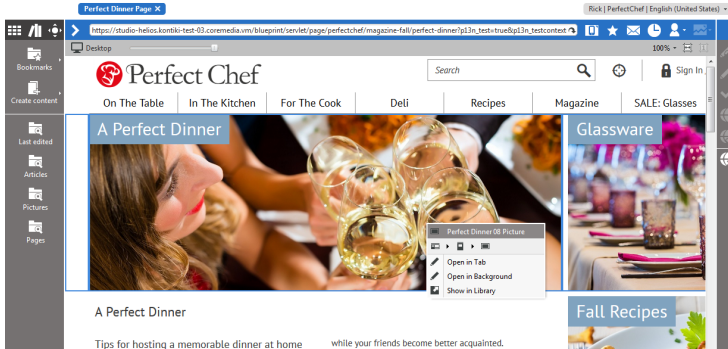 Perfect Dinner Page ✕
Rick | PerfectChef | English (United States)
https://studio-helios.kontiki-test-03.coremedia.vm/blueprint/servlet/page/perfectchef/magazine-fall/perfect-dinner?p13n_test=true&p13n_testcontext
Desktop
100%
Bookmarks
Create content
Last edited
Articles
Pictures
Pages
Perfect Chef
Search
Sign In
On The Table
In The Kitchen
For The Cook
Deli
Recipes
Magazine
SALE: Glasses
A Perfect Dinner
Glassware
Perfect Dinner 08 Picture
Open in Tab
Open in Background
Show in Library
A Perfect Dinner
Fall Recipes
Tips for hosting a memorable dinner at home
while your friends become better acquainted.